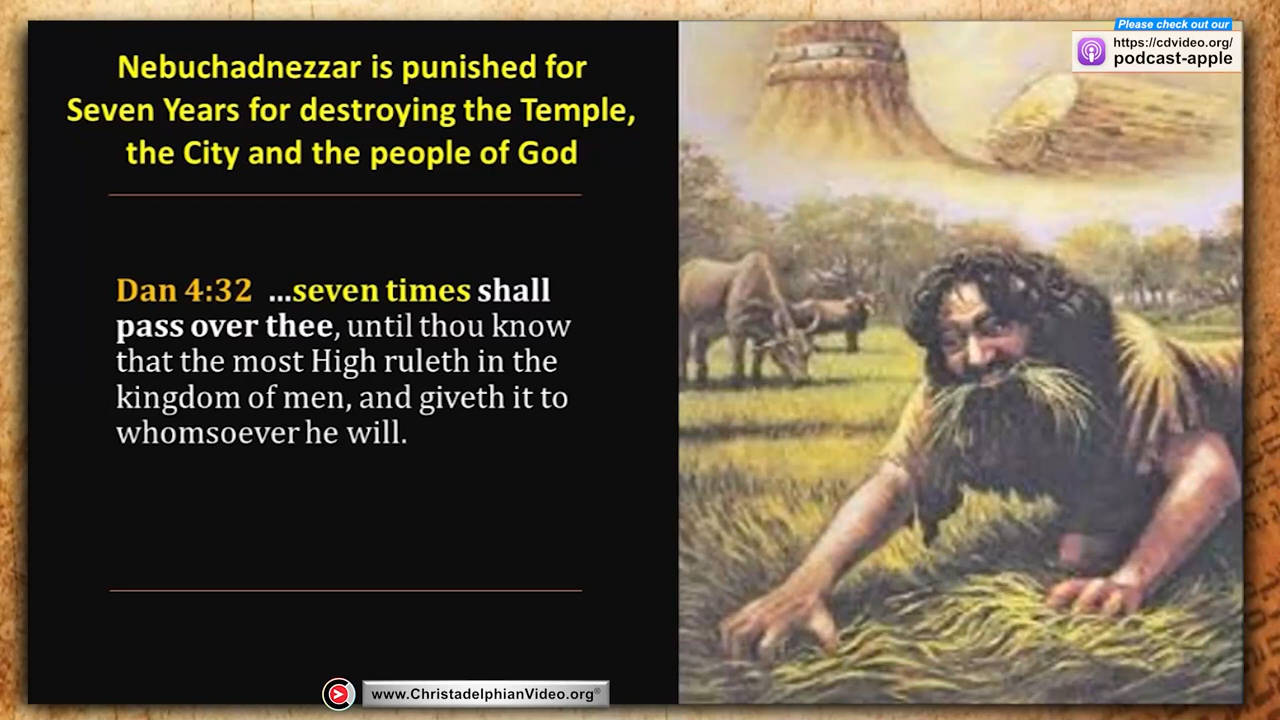 Please check out our
https://cdvideo.org/
podcast-apple
Nebuchadnezzar is punished for
Seven Years for destroying the Temple,
the City and the people of God
Dan 4:32 ...seven times shall
pass over thee, until thou know
that the most High ruleth in the
kingdom of men, and giveth it to
whomsoever he will.
www.ChristadelphianVideo.org®